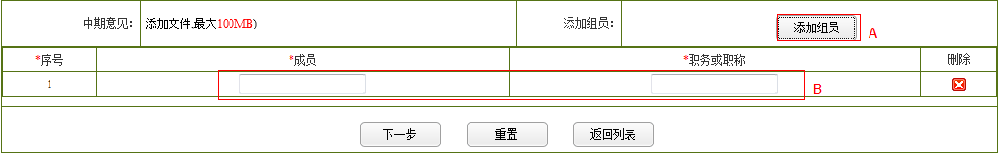 中期意见： 添加文件.最大100MB) 添加组员： 添加组员 A
*序号 *成员 *职务或职称 删除
1 B
下一步 重置 返回列表